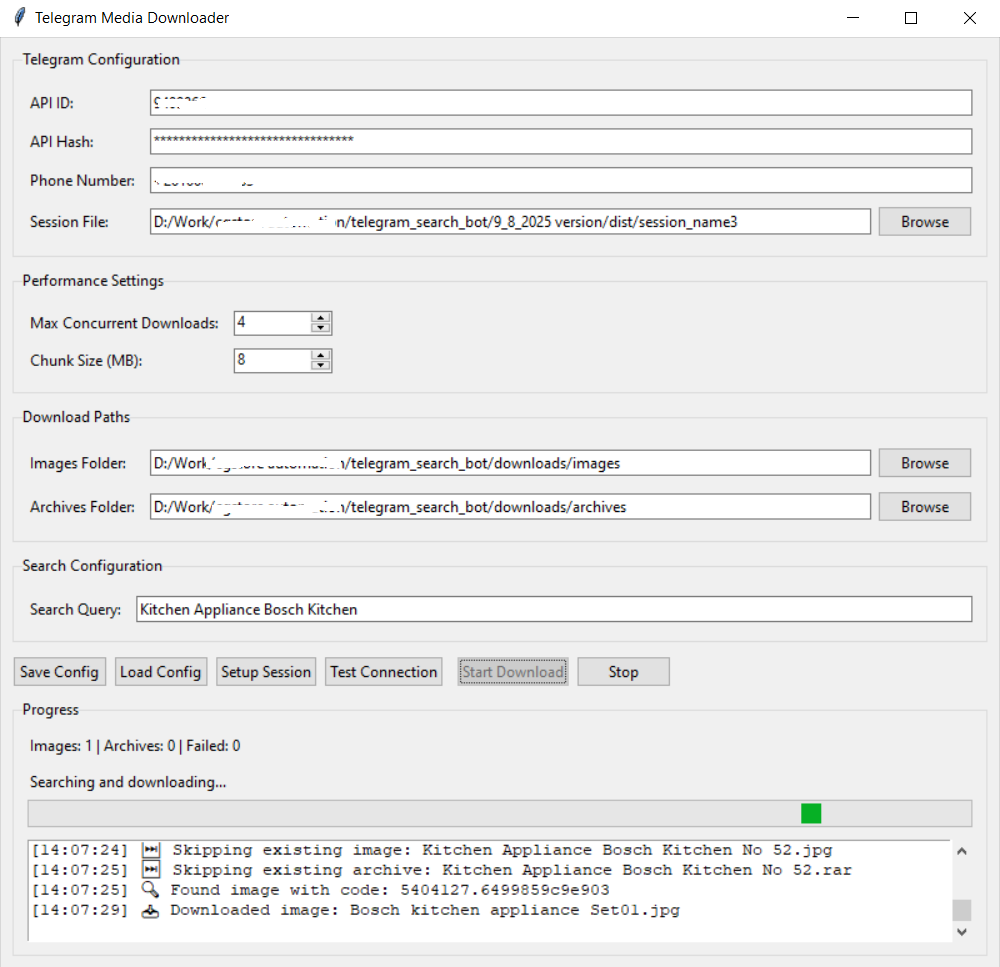 Telegram Media Downloader
Telegram Configuration
API ID:
API Hash: ********************************
Phone Number:
Session File: D:/Work/ n/telegram_search_bot/9_8_2025 version/dist/session_name3 Browse
Performance Settings
Max Concurrent Downloads: 4
Chunk Size (MB): 8
Download Paths
Images Folder: D:/Work /telegram_search_bot/downloads/images Browse
Archives Folder: D:/Work/ /telegram_search_bot/downloads/archives Browse
Search Configuration
Search Query: Kitchen Appliance Bosch Kitchen
Save Config Load Config Setup Session Test Connection Start Download Stop
Progress
Images: 1 | Archives: 0 | Failed: 0
Searching and downloading...
[14:07:24] ⏭ Skipping existing image: Kitchen Appliance Bosch Kitchen No 52.jpg
[14:07:25] ⏭ Skipping existing archive: Kitchen Appliance Bosch Kitchen No 52.rar
[14:07:25] 🔍 Found image with code: 5404127.6499859c9e903
[14:07:29] 📥 Downloaded image: Bosch kitchen appliance Set01.jpg